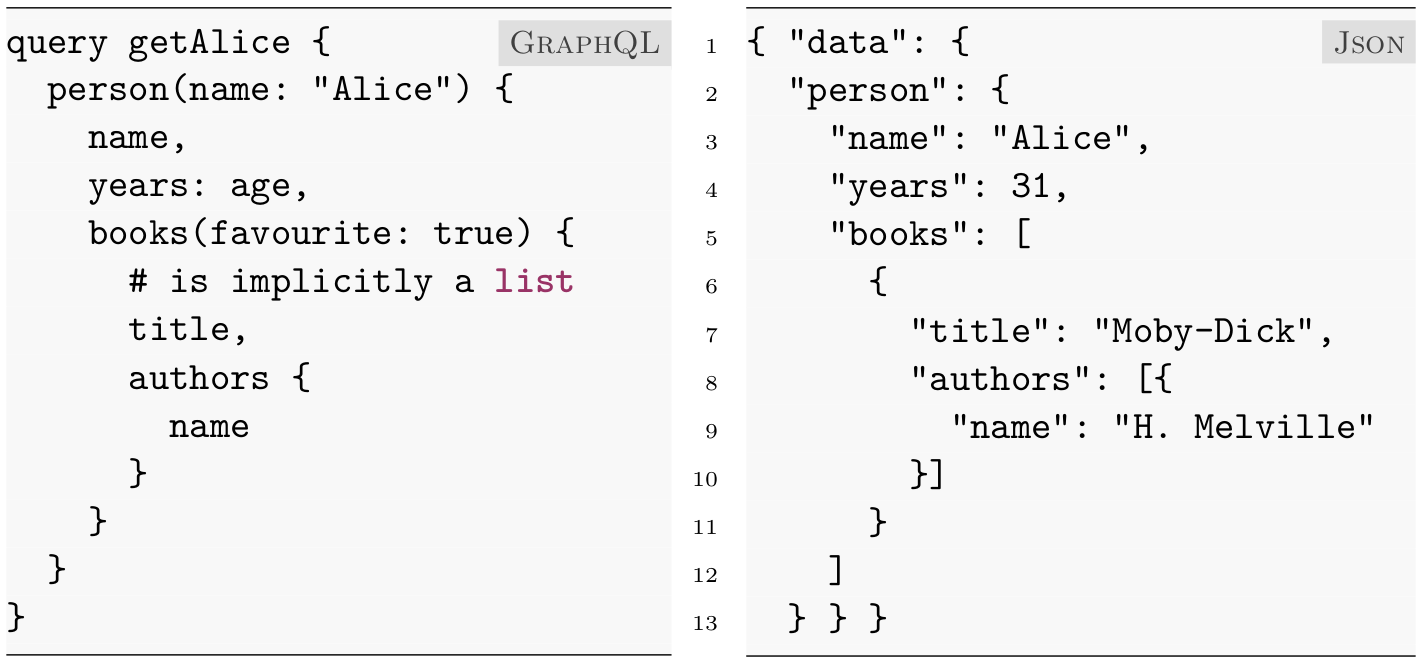 query getAlice {
GraphQL
  person(name: "Alice") {
    name,
    years: age,
    books(favourite: true) {
      # is implicitly a list
      title,
      authors {
        name
      }
    }
  }
}
1 { "data": {
Json
2   "person": {
3     "name": "Alice",
4     "years": 31,
5     "books": [
6       {
7         "title": "Moby-Dick",
8         "authors": [{
9           "name": "H. Melville"
10         }]
11       }
12     ]
13   } } }